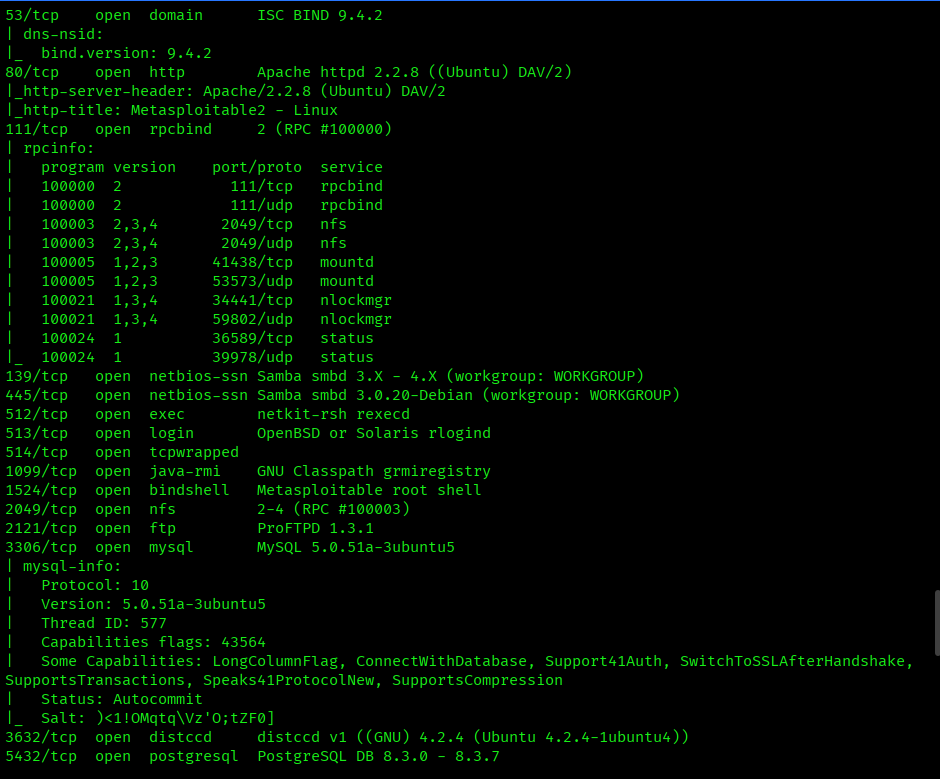 53/tcp    open  domain      ISC BIND 9.4.2
| dns-nsid:
|_  bind.version: 9.4.2
80/tcp    open  http        Apache httpd 2.2.8 ((Ubuntu) DAV/2)
|_http-server-header: Apache/2.2.8 (Ubuntu) DAV/2
|_http-title: Metasploitable2 - Linux
111/tcp   open  rpcbind     2 (RPC #100000)
| rpcinfo:
|   program version    port/proto  service
|   100000  2            111/tcp   rpcbind
|   100000  2            111/udp   rpcbind
|   100003  2,3,4       2049/tcp   nfs
|   100003  2,3,4       2049/udp   nfs
|   100005  1,2,3      41438/tcp   mountd
|   100005  1,2,3      53573/udp   mountd
|   100021  1,3,4      34441/tcp   nlockmgr
|   100021  1,3,4      59802/udp   nlockmgr
|   100024  1          36589/tcp   status
|_  100024  1          39978/udp   status
139/tcp   open  netbios-ssn Samba smbd 3.X - 4.X (workgroup: WORKGROUP)
445/tcp   open  netbios-ssn Samba smbd 3.0.20-Debian (workgroup: WORKGROUP)
512/tcp   open  exec        netkit-rsh rexecd
513/tcp   open  login       OpenBSD or Solaris rlogind
514/tcp   open  tcpwrapped
1099/tcp  open  java-rmi    GNU Classpath grmiregistry
1524/tcp  open  bindshell   Metasploitable root shell
2049/tcp  open  nfs         2-4 (RPC #100003)
2121/tcp  open  ftp         ProFTPD 1.3.1
3306/tcp  open  mysql       MySQL 5.0.51a-3ubuntu5
| mysql-info:
|   Protocol: 10
|   Version: 5.0.51a-3ubuntu5
|   Thread ID: 577
|   Capabilities flags: 43564
|   Some Capabilities: LongColumnFlag, ConnectWithDatabase, Support41Auth, SwitchToSSLAfterHandshake,
SupportsTransactions, Speaks41ProtocolNew, SupportsCompression
|   Status: Autocommit
|_  Salt: )<1!OMqtq\Vz'O;tZF0]
3632/tcp  open  distccd     distccd v1 ((GNU) 4.2.4 (Ubuntu 4.2.4-1ubuntu4))
5432/tcp  open  postgresql  PostgreSQL DB 8.3.0 - 8.3.7